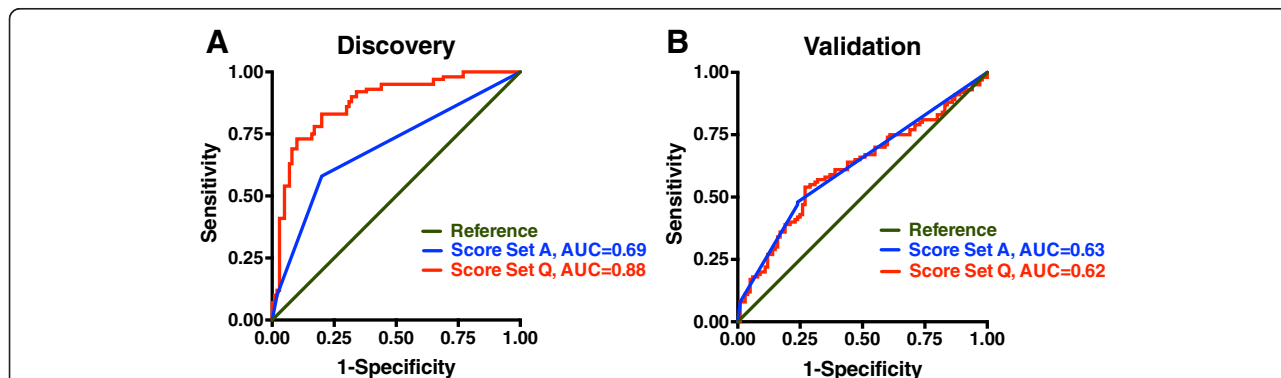 A
Discovery
1.00
0.75
0.50
0.25
0.00
Sensitivity
Reference
Score Set A, AUC=0.69
Score Set Q, AUC=0.88
0.00 0.25 0.50 0.75 1.00
1-Specificity
B
Validation
1.00
0.75
0.50
0.25
0.00
Sensitivity
Reference
Score Set A, AUC=0.63
Score Set Q, AUC=0.62
0.00 0.25 0.50 0.75 1.00
1-Specificity